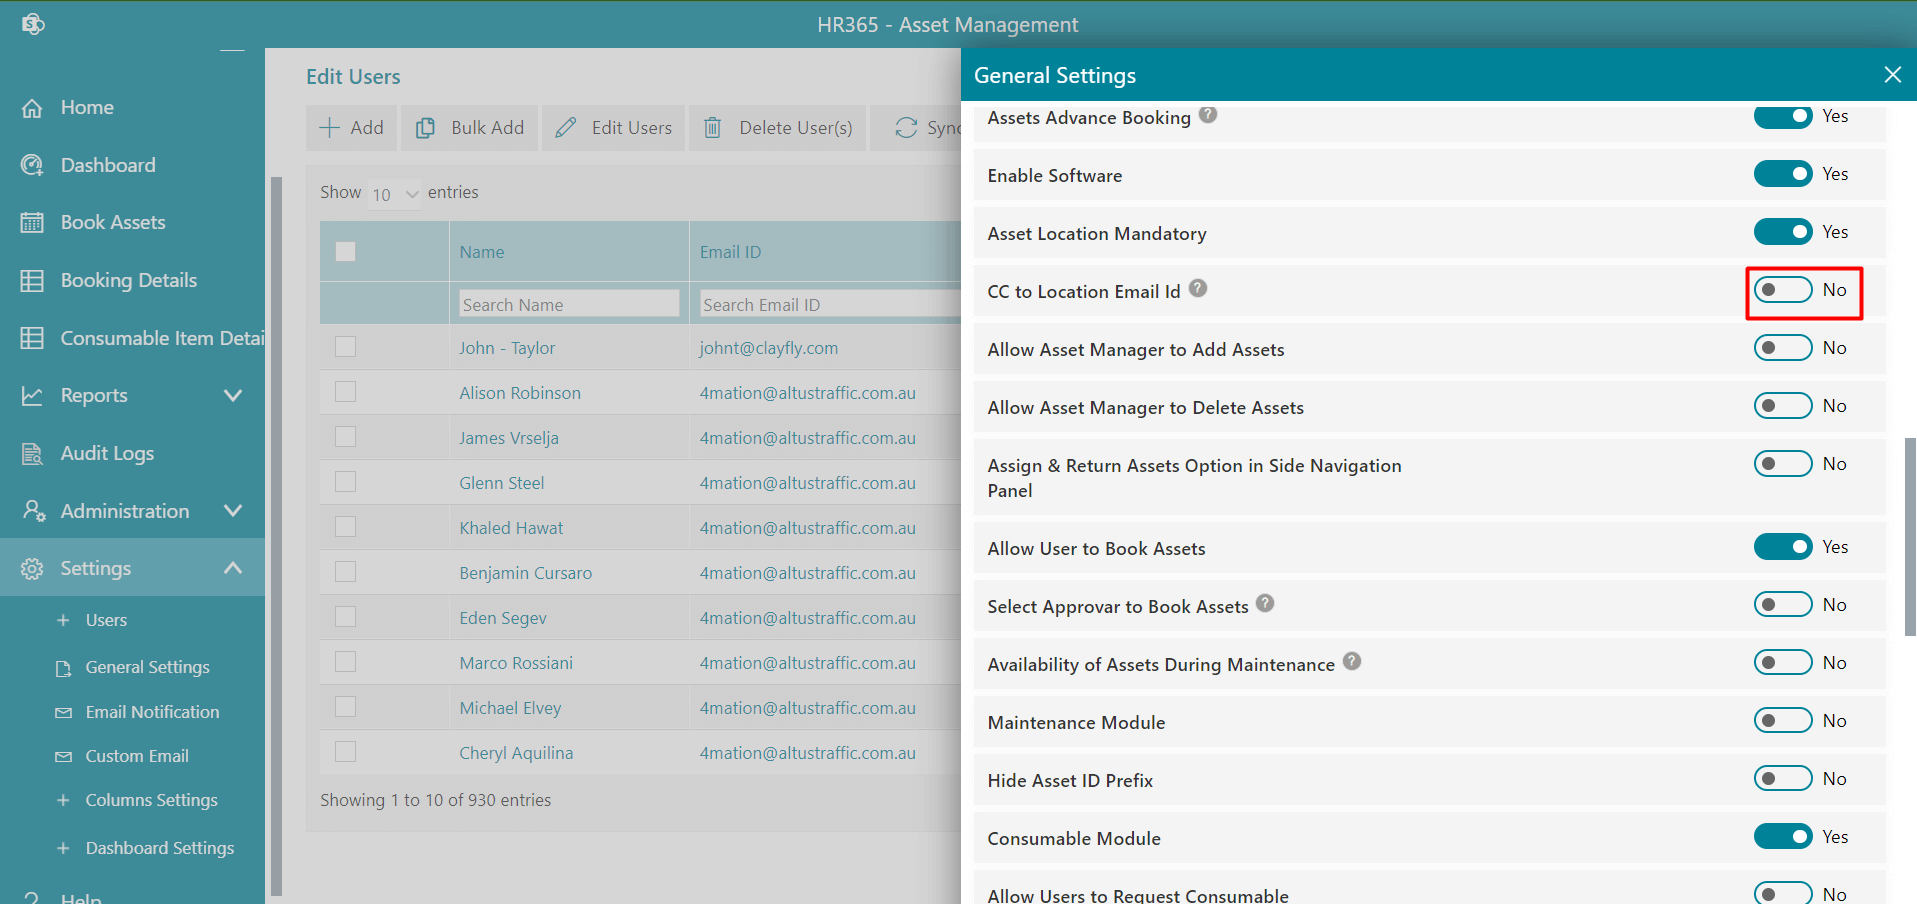 HR365 - Asset Management
Home
Dashboard
Book Assets
Booking Details
Consumable Item Detai
Reports
Audit Logs
Administration
Settings
Users
General Settings
Email Notification
Custom Email
Columns Settings
Dashboard Settings
Help
Edit Users
Add
Bulk Add
Edit Users
Delete User(s)
Sync
Show 10 entries
Name Email ID
Search Name Search Email ID
John - Taylor johnt@clayfly.com
Alison Robinson 4mation@altustraffic.com.au
James Vrselja 4mation@altustraffic.com.au
Glenn Steel 4mation@altustraffic.com.au
Khaled Hawat 4mation@altustraffic.com.au
Benjamin Cursaro 4mation@altustraffic.com.au
Eden Segev 4mation@altustraffic.com.au
Marco Rossiani 4mation@altustraffic.com.au
Michael Elvey 4mation@altustraffic.com.au
Cheryl Aquilina 4mation@altustraffic.com.au
Showing 1 to 10 of 930 entries
General Settings
Assets Advance Booking ? Yes
Enable Software Yes
Asset Location Mandatory Yes
CC to Location Email Id ? No
Allow Asset Manager to Add Assets No
Allow Asset Manager to Delete Assets No
Assign & Return Assets Option in Side Navigation No
Panel
Allow User to Book Assets Yes
Select Approvar to Book Assets ? No
Availability of Assets During Maintenance ? No
Maintenance Module No
Hide Asset ID Prefix No
Consumable Module Yes
Allow Users to Request Consumable No